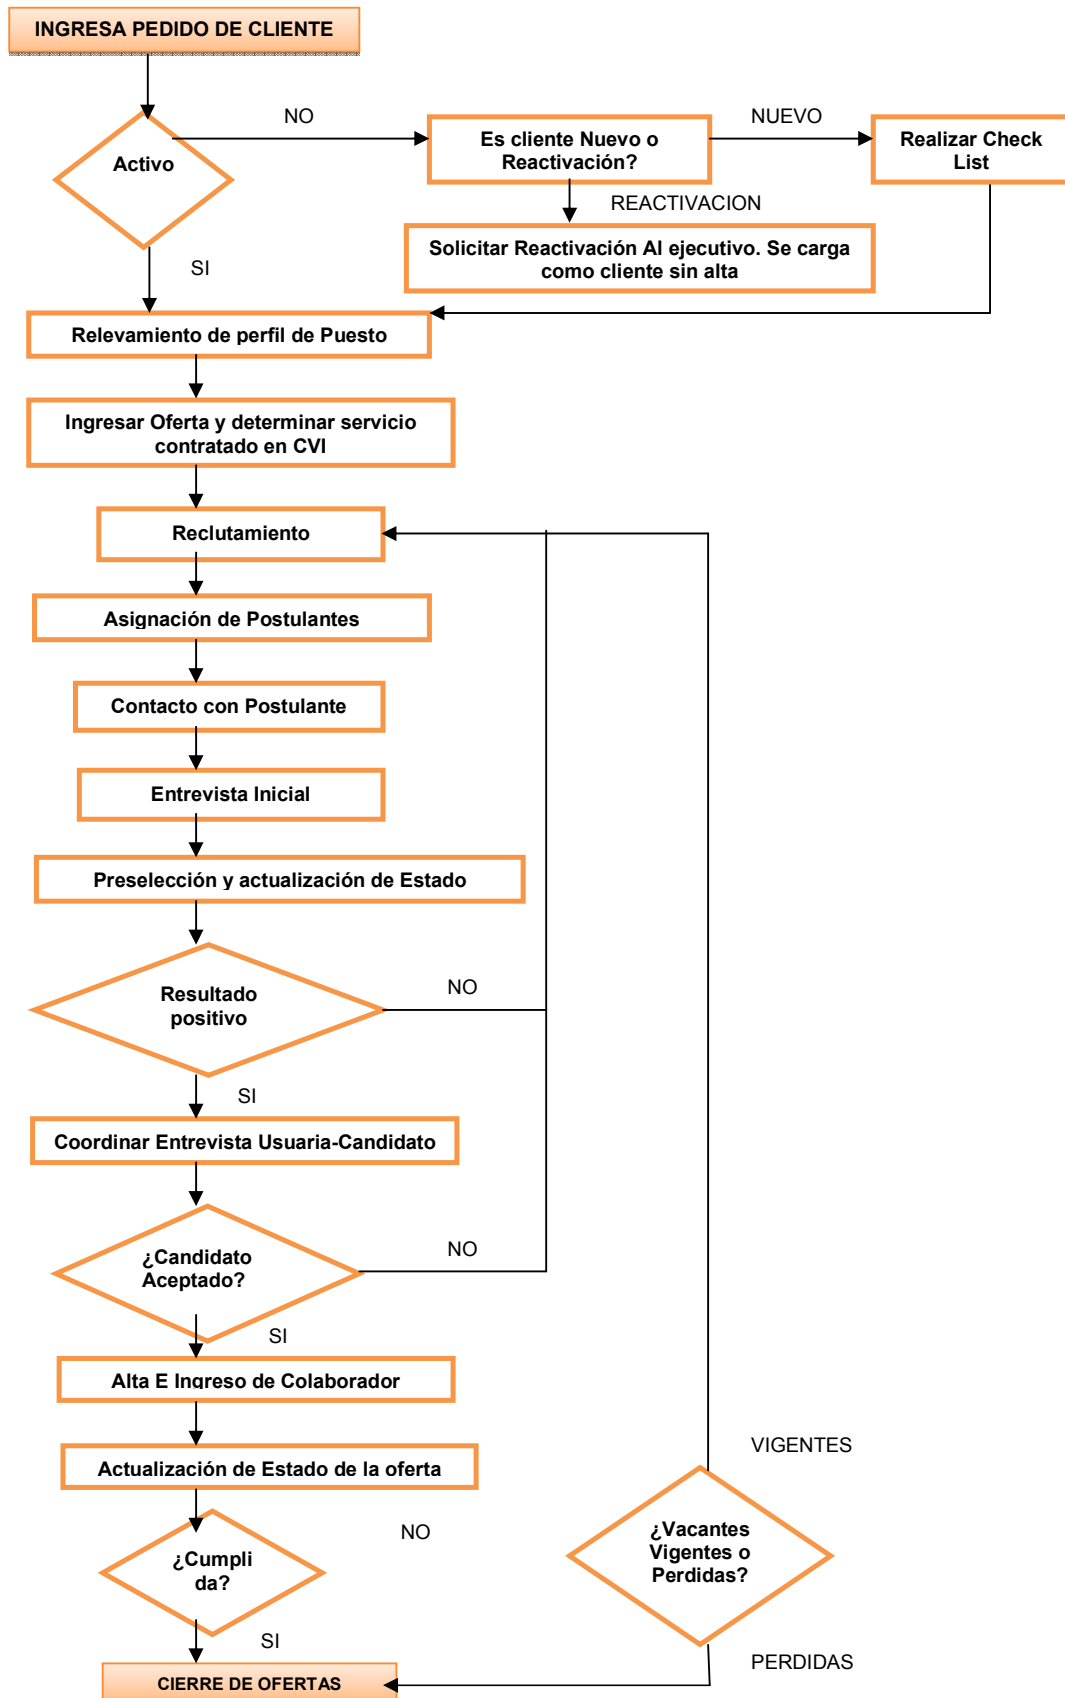 INGRESA PEDIDO DE CLIENTE
NO
NUEVO
Activo
Es cliente Nuevo o
Reactivación?
Realizar Check
List
REACTIVACION
SI
Solicitar Reactivación Al ejecutivo. Se carga
como cliente sin alta
Relevamiento de perfil de Puesto
Ingresar Oferta y determinar servicio
contratado en CVI
Reclutamiento
Asignación de Postulantes
Contacto con Postulante
Entrevista Inicial
Preselección y actualización de Estado
Resultado
positivo
NO
SI
Coordinar Entrevista Usuaria-Candidato
¿Candidato
Aceptado?
NO
SI
Alta E Ingreso de Colaborador
Actualización de Estado de la oferta
VIGENTES
NO
¿Cumpli
da?
¿Vacantes
Vigentes o
Perdidas?
SI
PERDIDAS
CIERRE DE OFERTAS